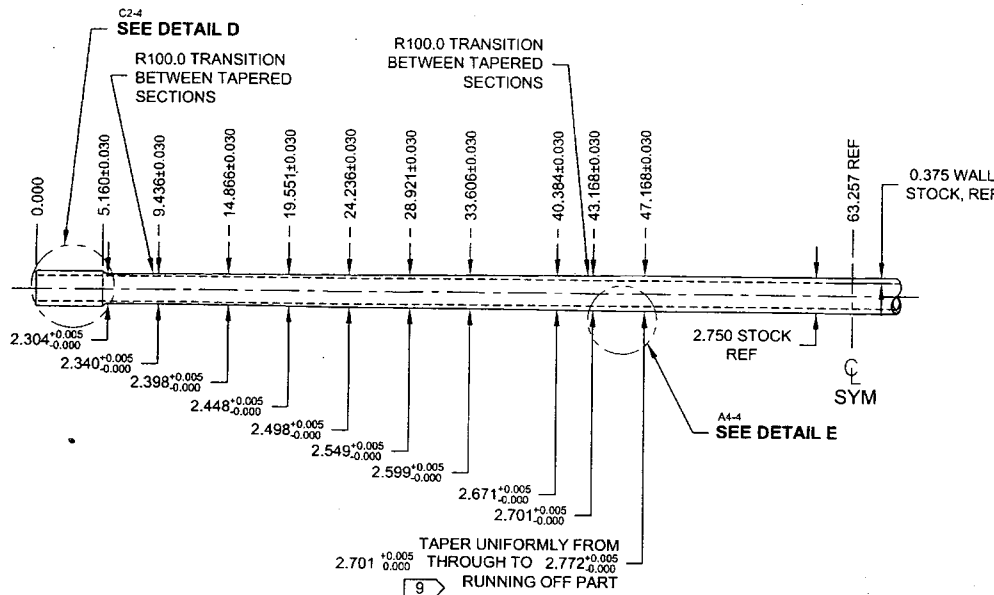 C2-4
SEE DETAIL D
R100.0 TRANSITION
BETWEEN TAPERED
SECTIONS
R100.0 TRANSITION
BETWEEN TAPERED
SECTIONS
0.000
5.160±0.030
9.436±0.030
14.866±0.030
19.551±0.030
24.236±0.030
28.921±0.030
33.606±0.030
40.384±0.030
43.168±0.030
47.168±0.030
63.257 REF
0.375 WALL
STOCK, REF
2.304 +0.005 -0.000
2.340 +0.005 -0.000
2.398 +0.005 -0.000
2.448 +0.005 -0.000
2.498 +0.005 -0.000
2.549 +0.005 -0.000
2.599 +0.005 -0.000
2.671 +0.005 -0.000
2.701 +0.005 -0.000
2.750 STOCK
REF
℄
SYM
A4-4
SEE DETAIL E
TAPER UNIFORMLY FROM
2.701 +0.005 0.000 THROUGH TO 2.772 +0.005 -0.000
RUNNING OFF PART
9